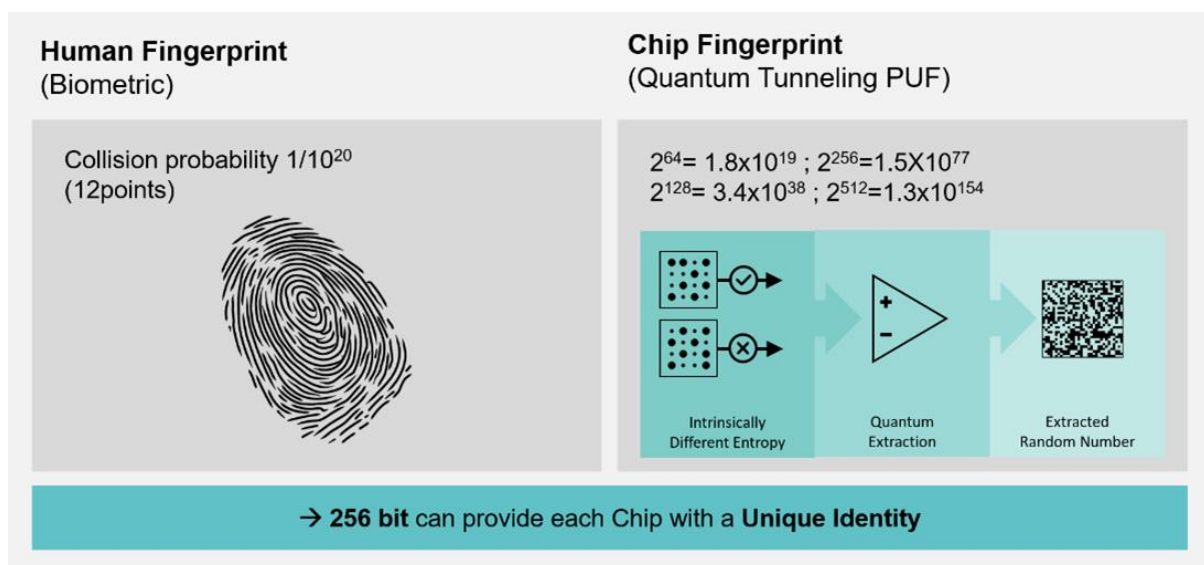 Human Fingerprint
(Biometric)
Collision probability 1/10²⁰
(12points)
Chip Fingerprint
(Quantum Tunneling PUF)
2⁶⁴= 1.8x10¹⁹ ; 2²⁵⁶=1.5X10⁷⁷
2¹²⁸= 3.4x10³⁸ ; 2⁵¹²=1.3x10¹⁵⁴
Intrinsically
Different Entropy
Quantum
Extraction
Extracted
Random Number
→ 256 bit can provide each Chip with a Unique Identity